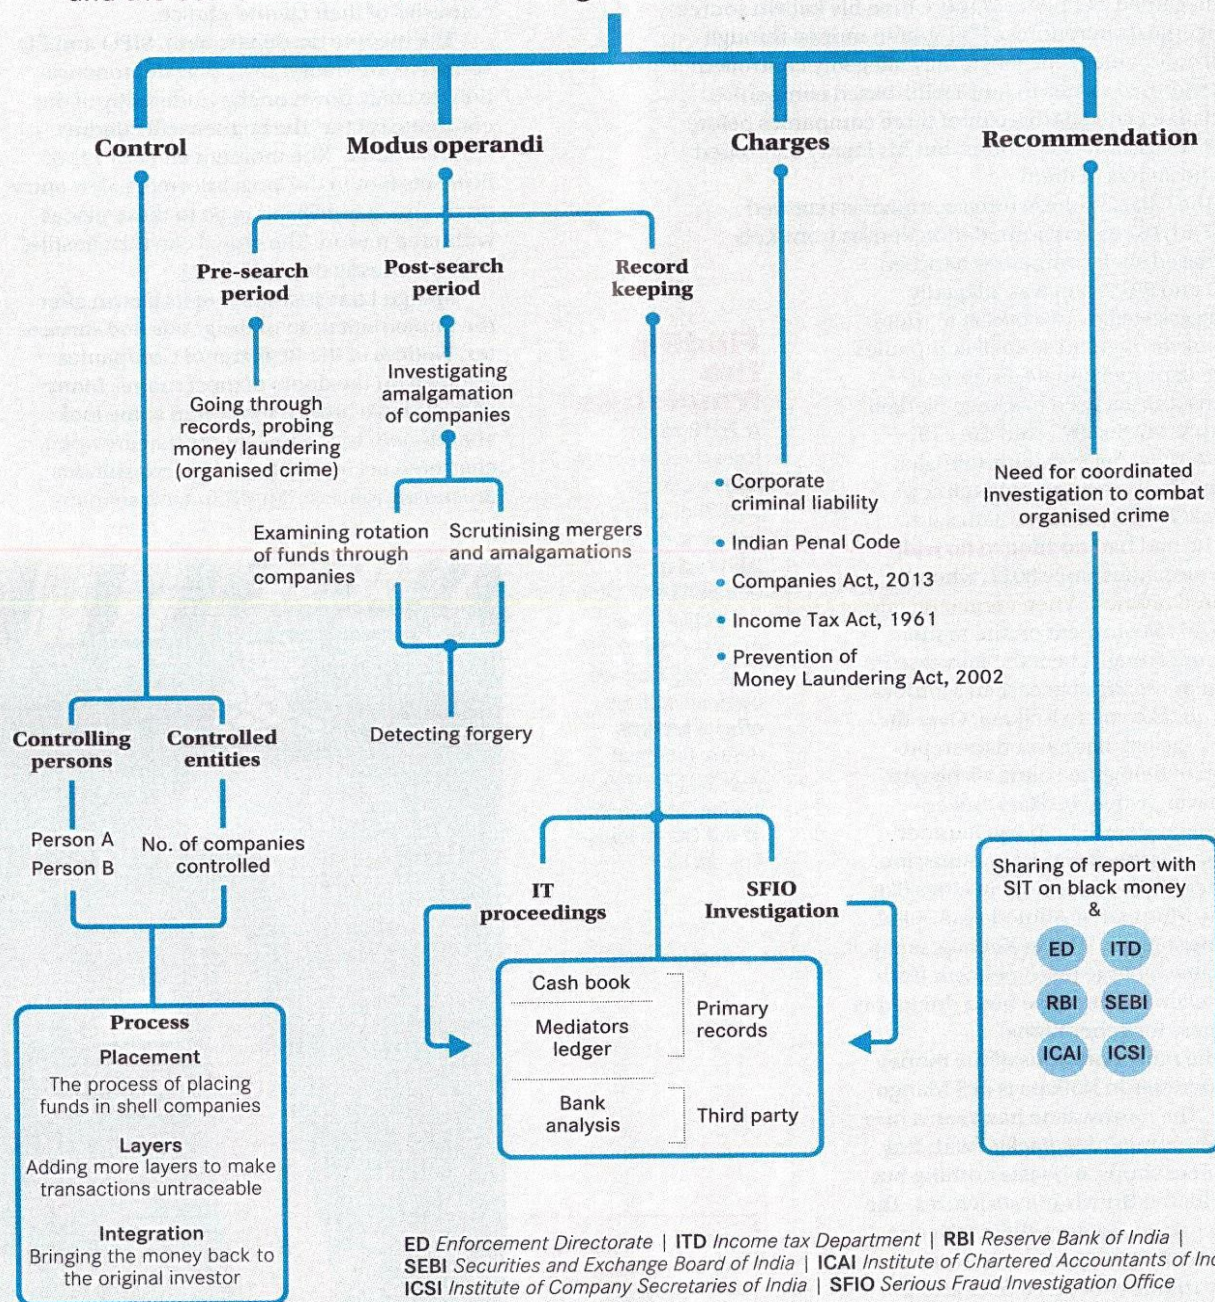 Control
Modus operandi
Charges
Recommendation
Pre-search
period
Post-search
period
Record
keeping
Going through
records, probing
money laundering
(organised crime)
Investigating
amalgamation
of companies
Examining rotation
of funds through
companies
Scrutinising mergers
and amalgamations
Detecting forgery
• Corporate
criminal liability
• Indian Penal Code
• Companies Act, 2013
• Income Tax Act, 1961
• Prevention of
Money Laundering Act, 2002
Need for coordinated
Investigation to combat
organised crime
Controlling
persons
Controlled
entities
Person A
Person B
No. of companies
controlled
Process
Placement
The process of placing
funds in shell companies
Layers
Adding more layers to make
transactions untraceable
Integration
Bringing the money back to
the original investor
IT
proceedings
SFIO
Investigation
Cash book
Mediators
ledger
Primary
records
Bank
analysis
Third party
Sharing of report with
SIT on black money
&
ED ITD
RBI SEBI
ICAI ICSI
ED Enforcement Directorate | ITD Income tax Department | RBI Reserve Bank of India |
SEBI Securities and Exchange Board of India | ICAI Institute of Chartered Accountants of
ICSI Institute of Company Secretaries of India | SFIO Serious Fraud Investigation Office